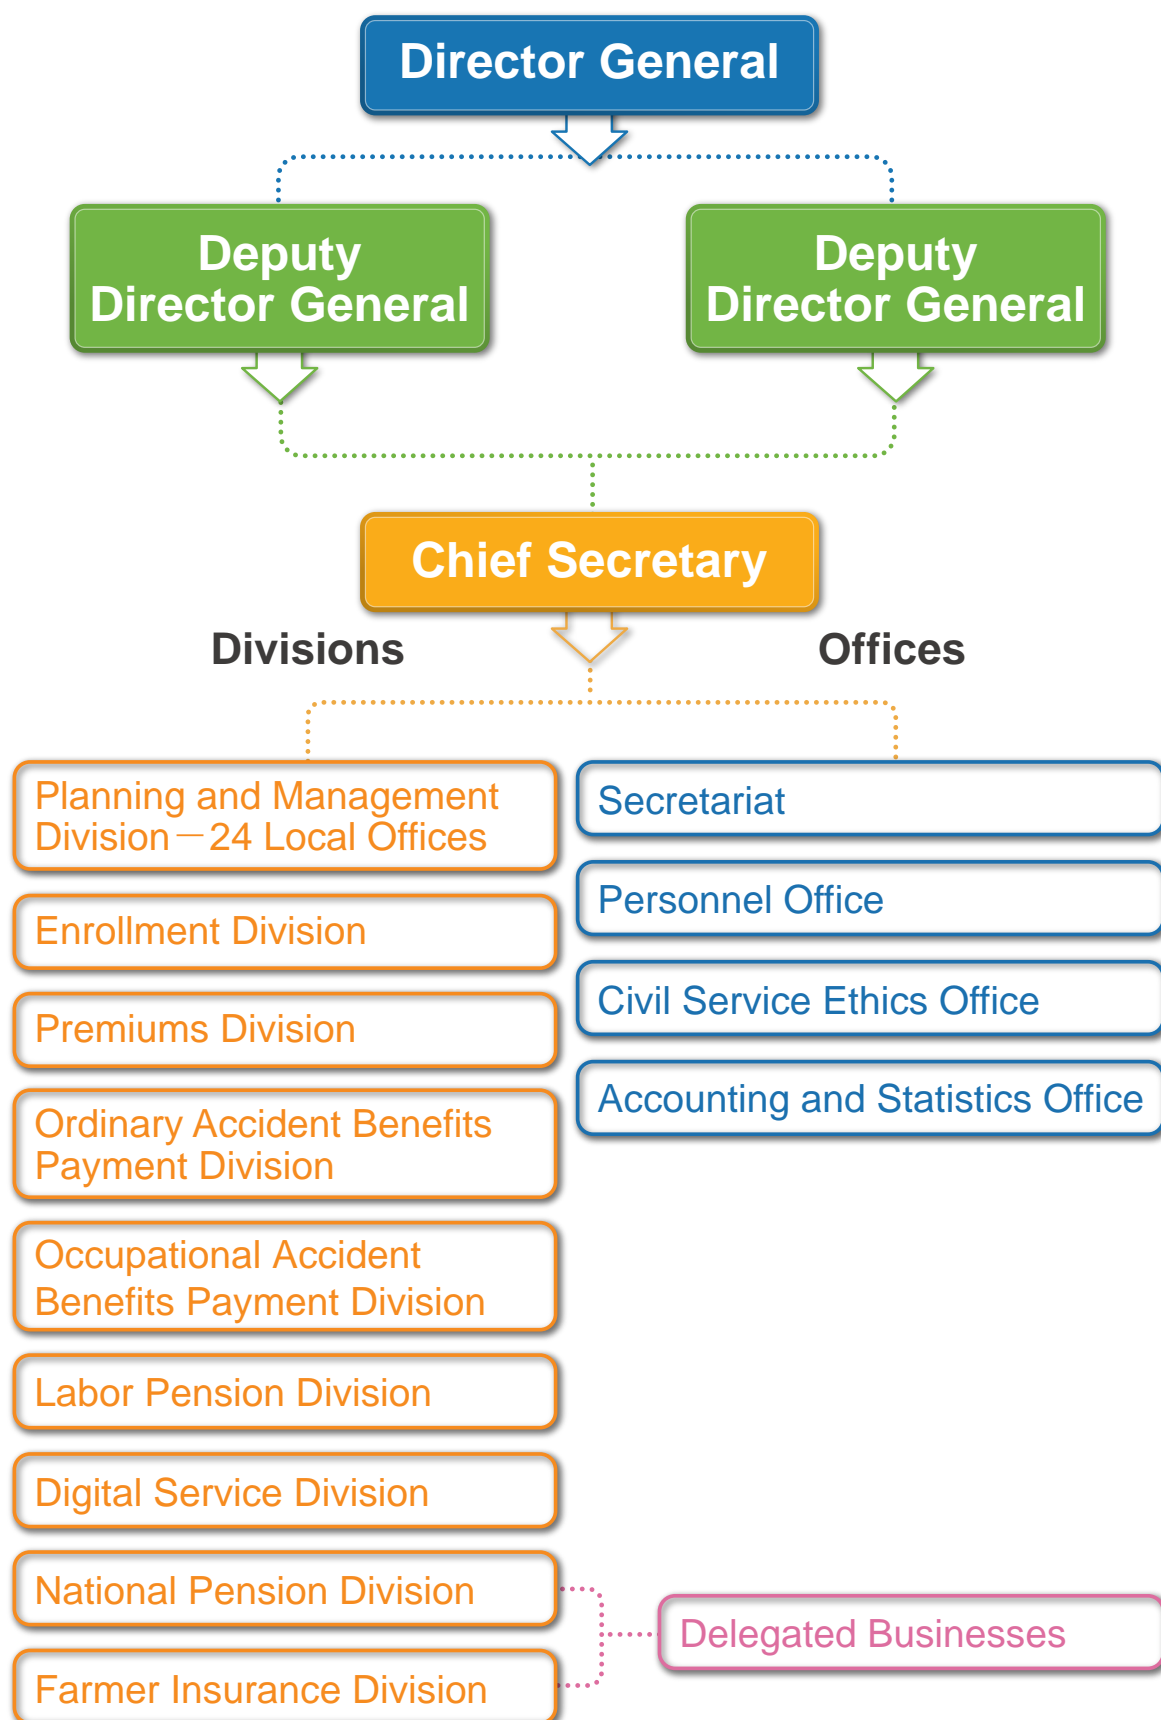 Director General
Deputy
Director General
Deputy
Director General
Chief Secretary
Divisions
Offices
Planning and Management
Division－24 Local Offices
Enrollment Division
Premiums Division
Ordinary Accident Benefits
Payment Division
Occupational Accident
Benefits Payment Division
Labor Pension Division
Digital Service Division
National Pension Division
Farmer Insurance Division
Secretariat
Personnel Office
Civil Service Ethics Office
Accounting and Statistics Office
Delegated Businesses